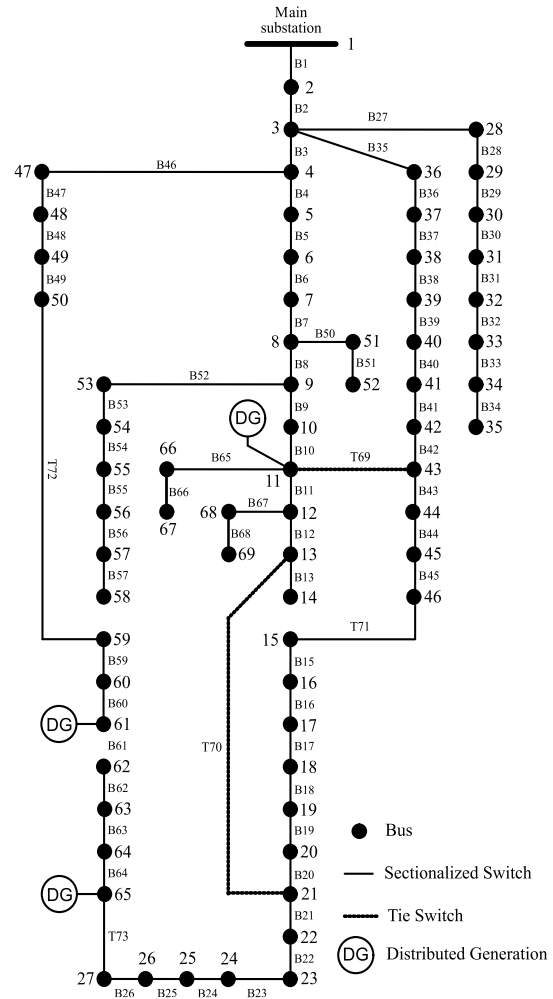 Main
substation
1
B1
2
B2
3
B27
28
B3
B35
B28
47
B46
4
36
29
B47
B4
B36
B29
48
5
37
30
B48
B5
B37
B30
49
6
38
31
B49
B6
B38
B31
50
7
39
32
B7
B39
B32
8
B50
51
40
33
B8
B51
B40
B33
53
B52
9
52
41
34
B53
DG
B9
B41
B34
54
10
42
35
B54
66
B10
B42
T72
55
B65
11
T69
43
B55
B66
B11
B43
56
67
68
B67
12
44
B56
B68
B12
B44
57
69
13
45
B57
B13
B45
58
14
46
59
15
T71
B59
B15
60
16
B60
B16
DG
61
17
B61
T70
B17
62
18
B62
B18
63
19
Bus
B63
B19
64
20
B64
B20
Sectionalized Switch
DG
65
21
Tie Switch
B21
T73
22
DG
Distributed Generation
26
25
24
B22
27
23
B26
B25
B24
B23